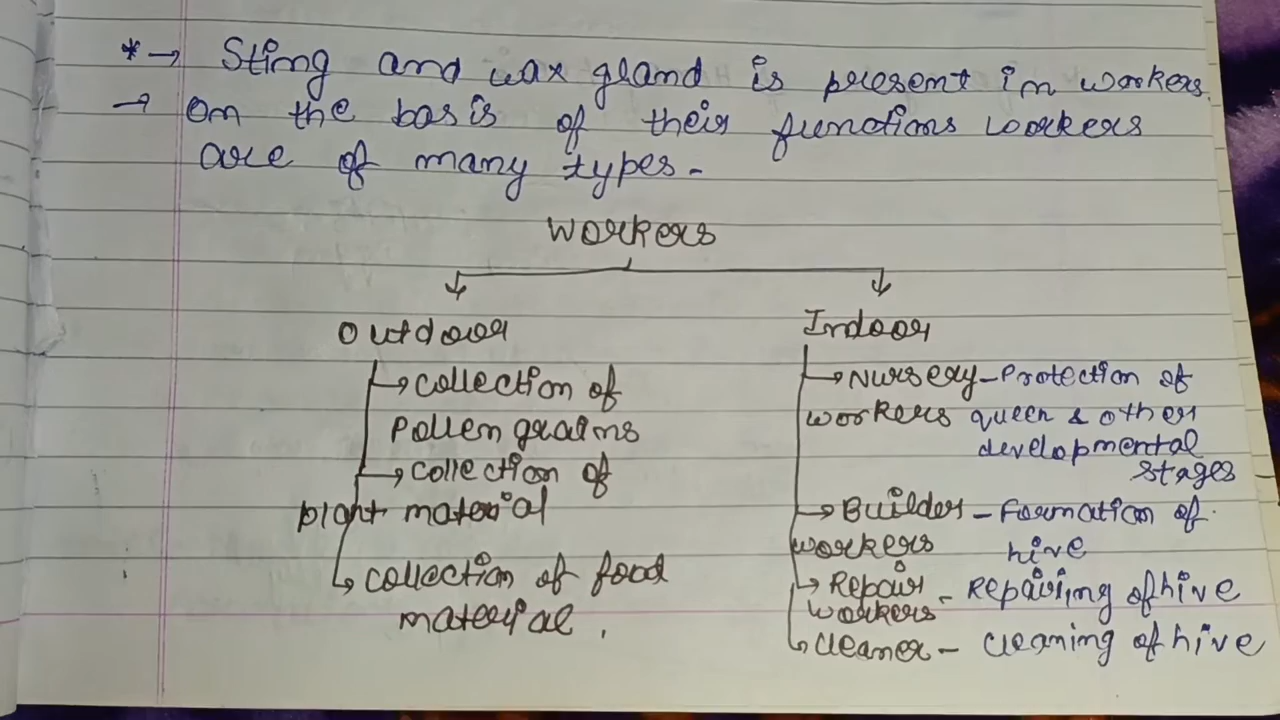 *→ Sting and wax gland is present in workers.
→ on the basis of their functions workers
are of many types-
workers
outdoor
→ collection of
pollen grains
→ collection of
plant material
↳ collection of food
material.
Indoor
→ Nursery - Protection of
workers queen & other
developmental
stages
→ Builder - Formation of
workers hive
↳ Repair - Repairing of hive
workers
↳ cleaner - cleaning of hive